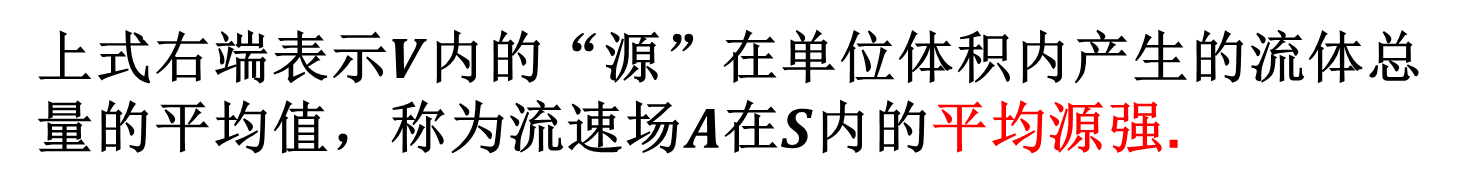 上式右端表示V内的“源”在单位体积内产生的流体总
量的平均值，称为流速场A在S内的平均源强.